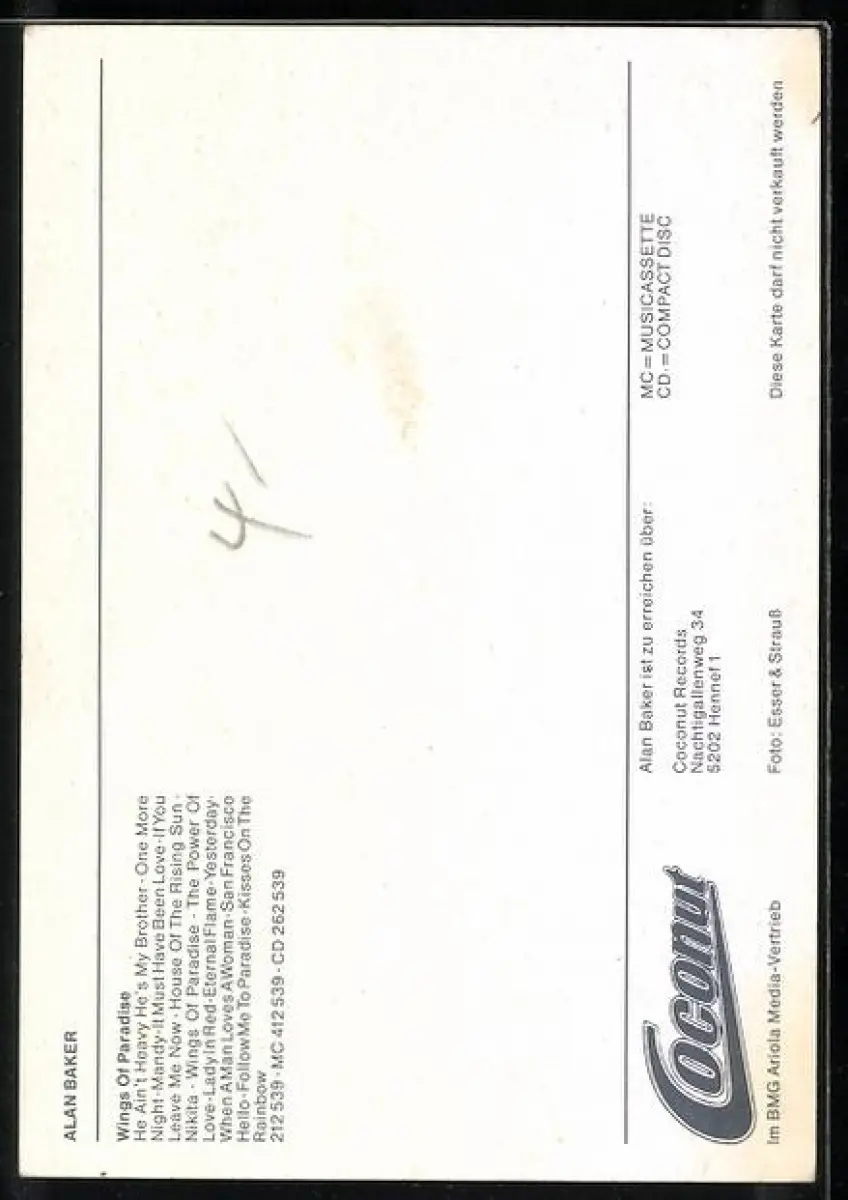 ALAN BAKER
Wings Of Paradise
He Ain't Heavy He's My Brother · One More
Night · Mandy · It Must Have Been Love · If You
Leave Me Now · House Of The Rising Sun ·
Nikita · Wings Of Paradise · The Power Of
Love · Lady In Red · Eternal Flame · Yesterday ·
When A Man Loves A Woman · San Francisco
Hello · Follow Me To Paradise · Kisses On The
Rainbow
212 539 · MC 412 539 · CD 262 539
4/
Coconut
Im BMG Ariola Media-Vertrieb
Alan Baker ist zu erreichen über:
Coconut Records
Nachtigallenweg 34
5202 Hennef 1
Foto: Esser & Strauß
MC = MUSICASSETTE
CD = COMPACT DISC
Diese Karte darf nicht verkauft werden